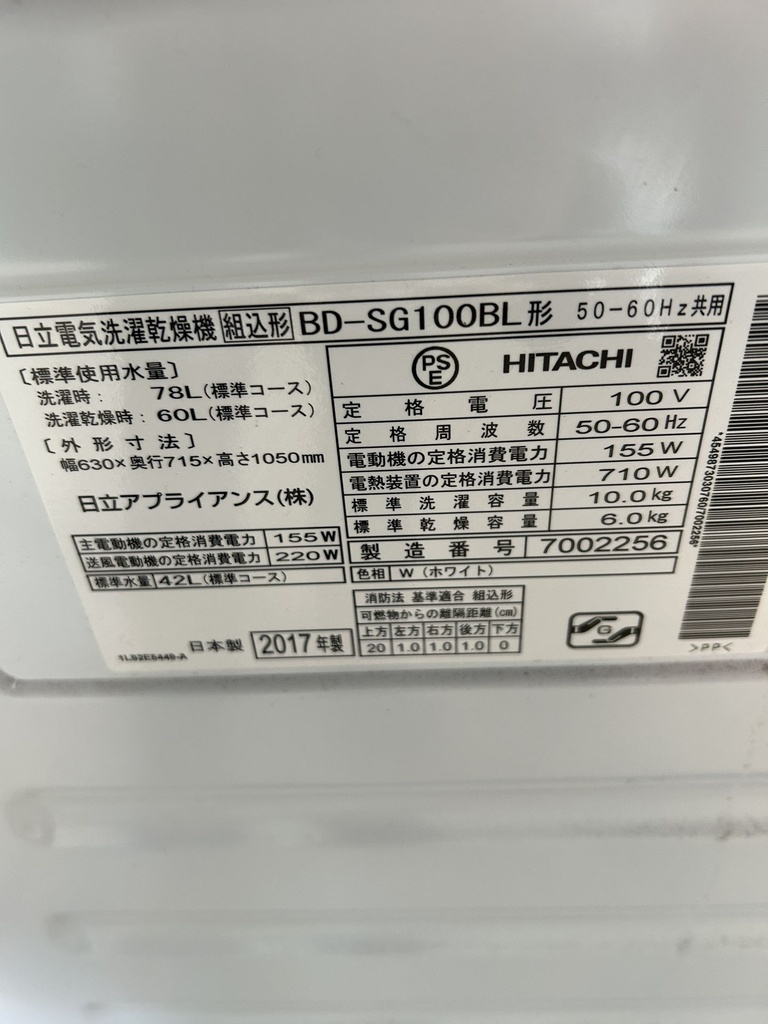 日立電気洗濯乾燥機 組込形 BD-SG100BL形 50-60Hz共用
[標準使用水量]
洗濯時: 78L(標準コース)
洗濯乾燥時: 60L(標準コース)
[外形寸法]
幅630×奥行715×高さ1050mm
日立アプライアンス(株)
主電動機の定格消費電力 155W
送風電動機の定格消費電力 220W
標準水量 42L(標準コース)
PS
E
HITACHI
定格電圧 100V
定格周波数 50-60Hz
電動機の定格消費電力 155W
電熱装置の定格消費電力 710W
標準洗濯容量 10.0kg
標準乾燥容量 6.0kg
製造番号 7002256
色相 W(ホワイト)
消防法 基準適合 組込形
可燃物からの離隔距離(cm)
上方 左方 右方 後方 下方
20 1.0 1.0 1.0 0
日本製 2017年製
G
>PP<